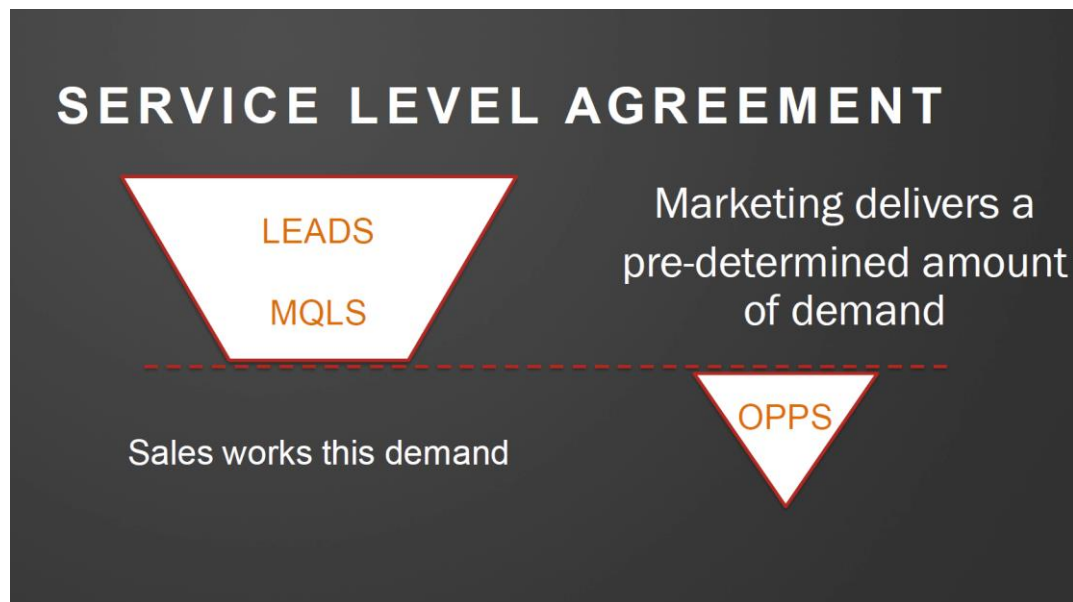 SERVICE LEVEL AGREEMENT
LEADS
MQLS
Marketing delivers a
pre-determined amount
of demand
Sales works this demand
OPPS